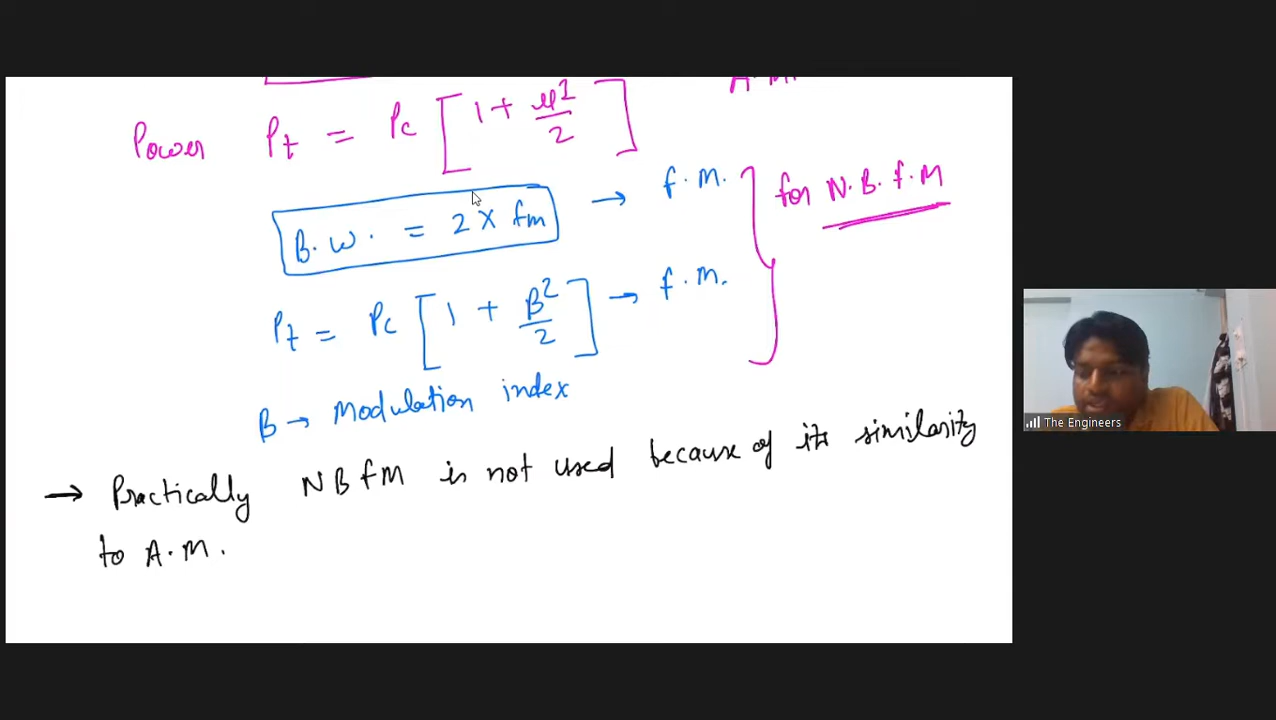 A.M.
Power Pt = Pc [1 + μ²/2]
B.W. = 2 x fm → f.M.
for N.B.f.M
Pt = Pc [1 + β²/2] → f.M.
β → Modulation index
→ Practically NBFM is not used because of its similarity
to A.M.
The Engineers